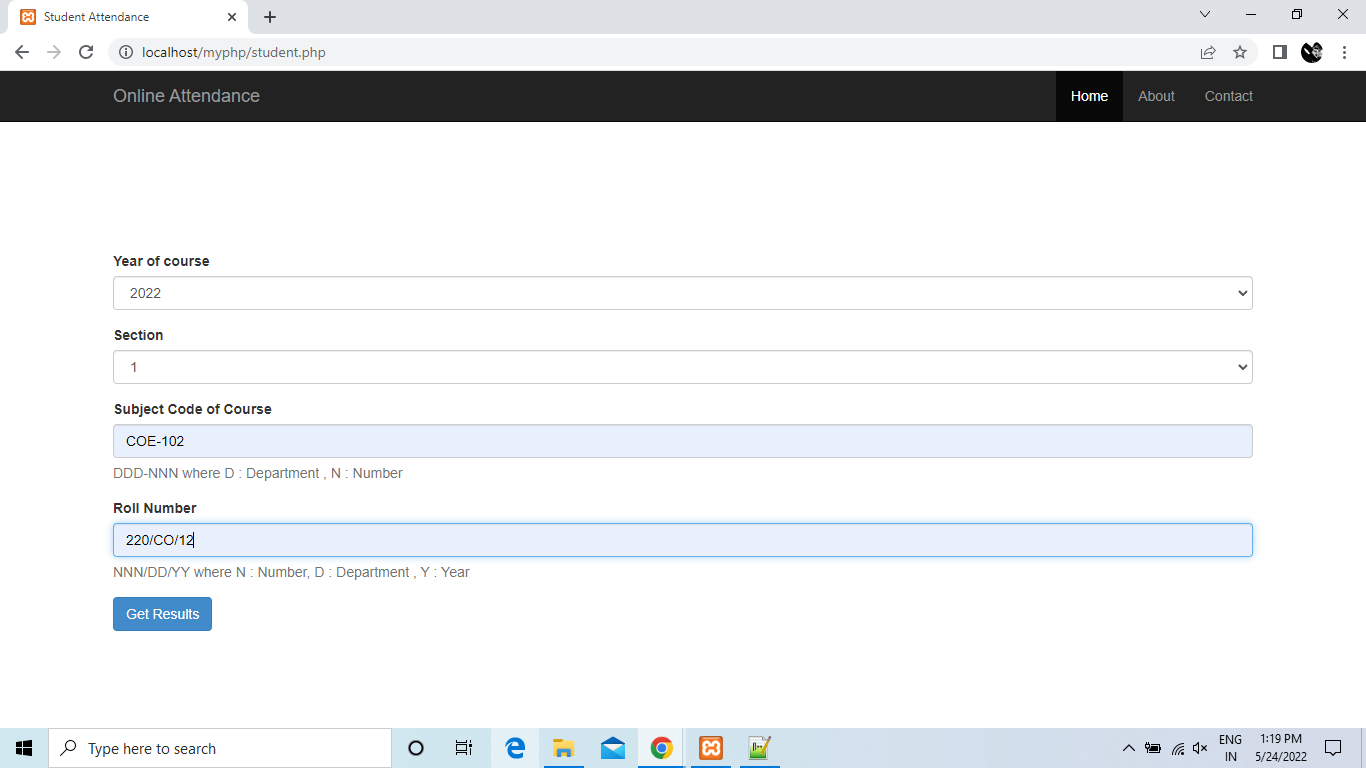 Student Attendance
localhost/myphp/student.php
Online Attendance
Home About Contact
Year of course
2022
Section
1
Subject Code of Course
COE-102
DDD-NNN where D : Department , N : Number
Roll Number
220/CO/12
NNN/DD/YY where N : Number, D : Department , Y : Year
Get Results
Type here to search
ENG
IN
1:19 PM
5/24/2022